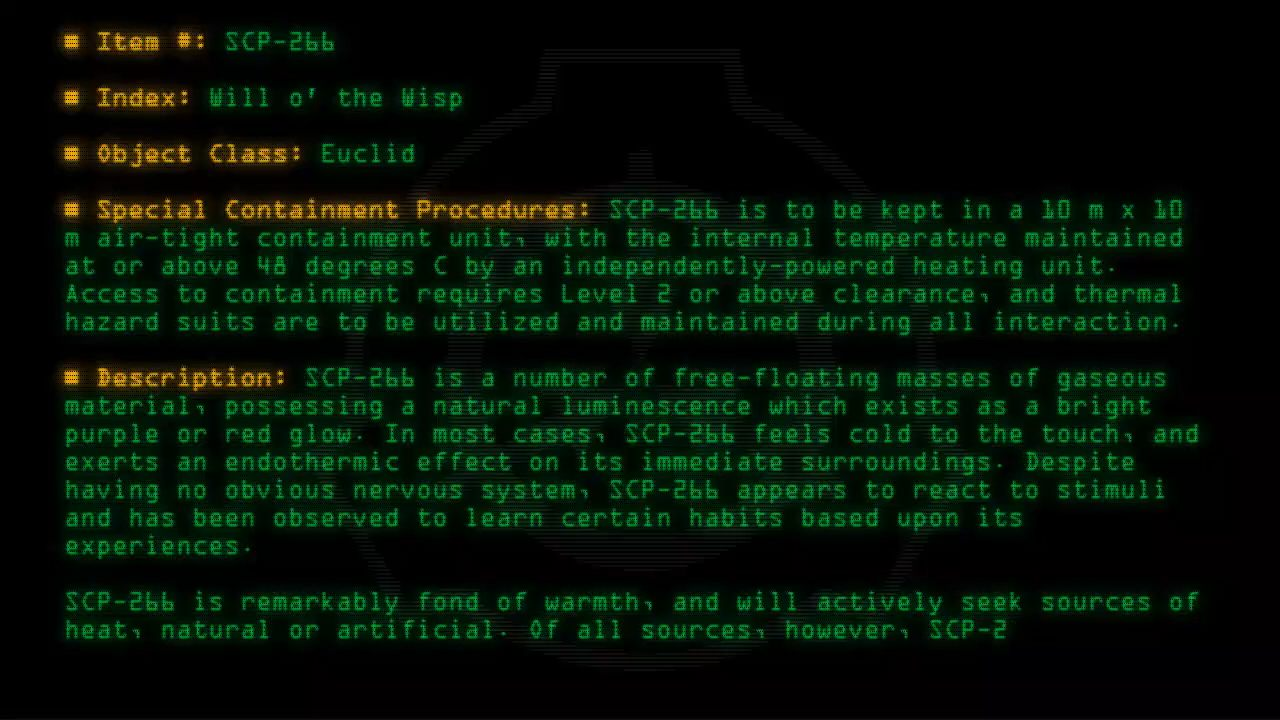 Item #: SCP-266
Index: Will o' the Wisp
Object Class: Euclid
Special Containment Procedures: SCP-266 is to be kept in a 10 m x 10
m air-tight containment unit, with the internal temperature maintained
at or above 48 degrees C by an independently-powered heating unit.
Access to containment requires Level 2 or above clearance, and thermal
hazard suits are to be utilized and maintained during all interaction.
Description: SCP-266 is a number of free-floating masses of gaseous
material, possessing a natural luminescence which exists as a bright
purple or red glow. In most cases, SCP-266 feels cold to the touch, and
exerts an endothermic effect on its immediate surroundings. Despite
having no obvious nervous system, SCP-266 appears to react to stimuli
and has been observed to learn certain habits based upon its
experiences.
SCP-266 is remarkably fond of warmth, and will actively seek sources of
heat, natural or artificial. Of all sources, however, SCP-2